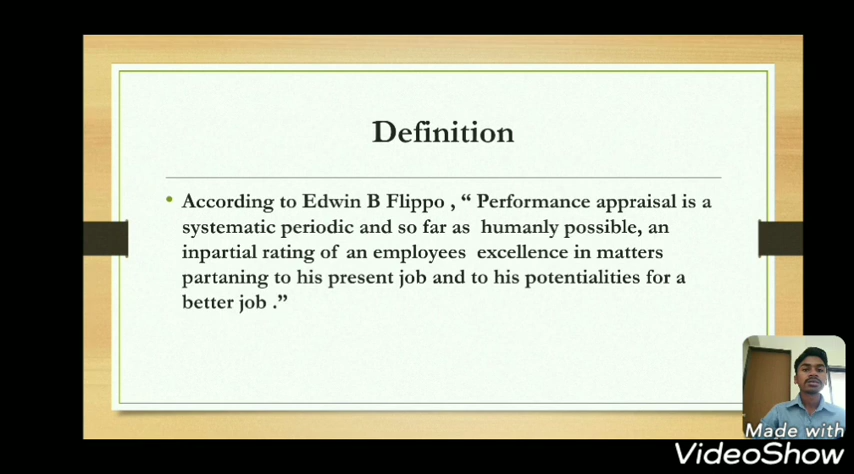 Definition
• According to Edwin B Flippo , “ Performance appraisal is a
systematic periodic and so far as humanly possible, an
inpartial rating of an employees excellence in matters
partaning to his present job and to his potentialities for a
better job .”
Made with
VideoShow